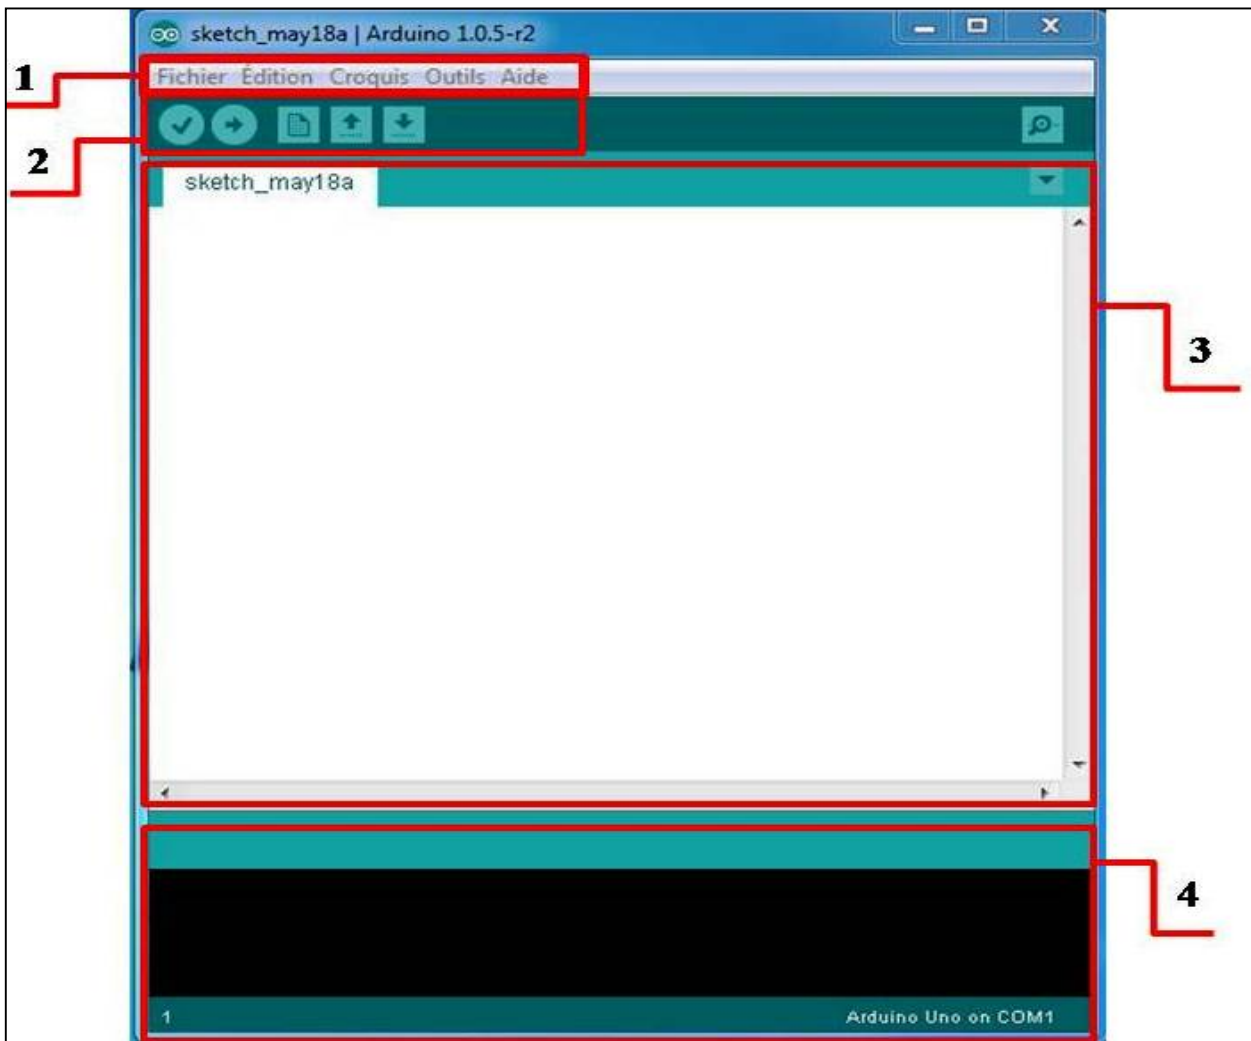 sketch_may18a | Arduino 1.0.5-r2
1
Fichier Édition Croquis Outils Aide
2
sketch_may18a
3
4
1
Arduino Uno on COM1